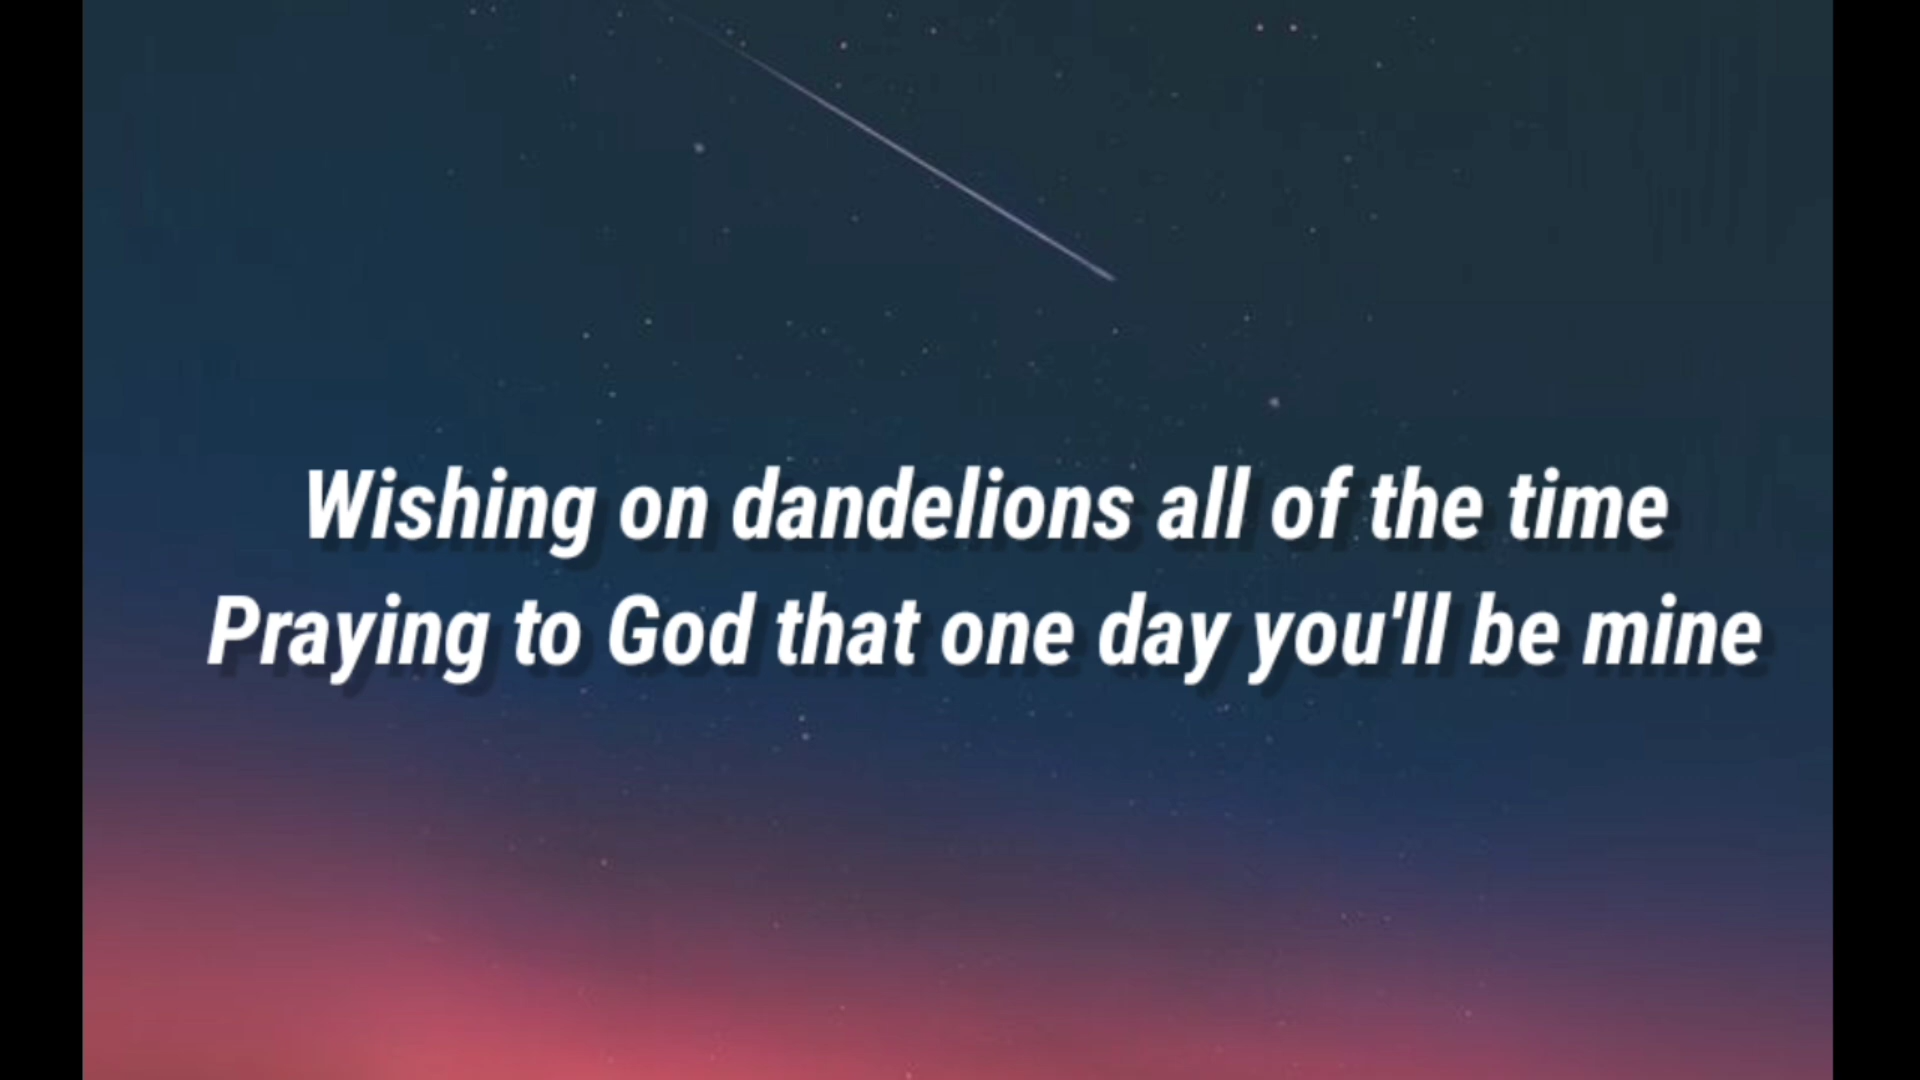 Wishing on dandelions all of the time
Praying to God that one day you'll be mine